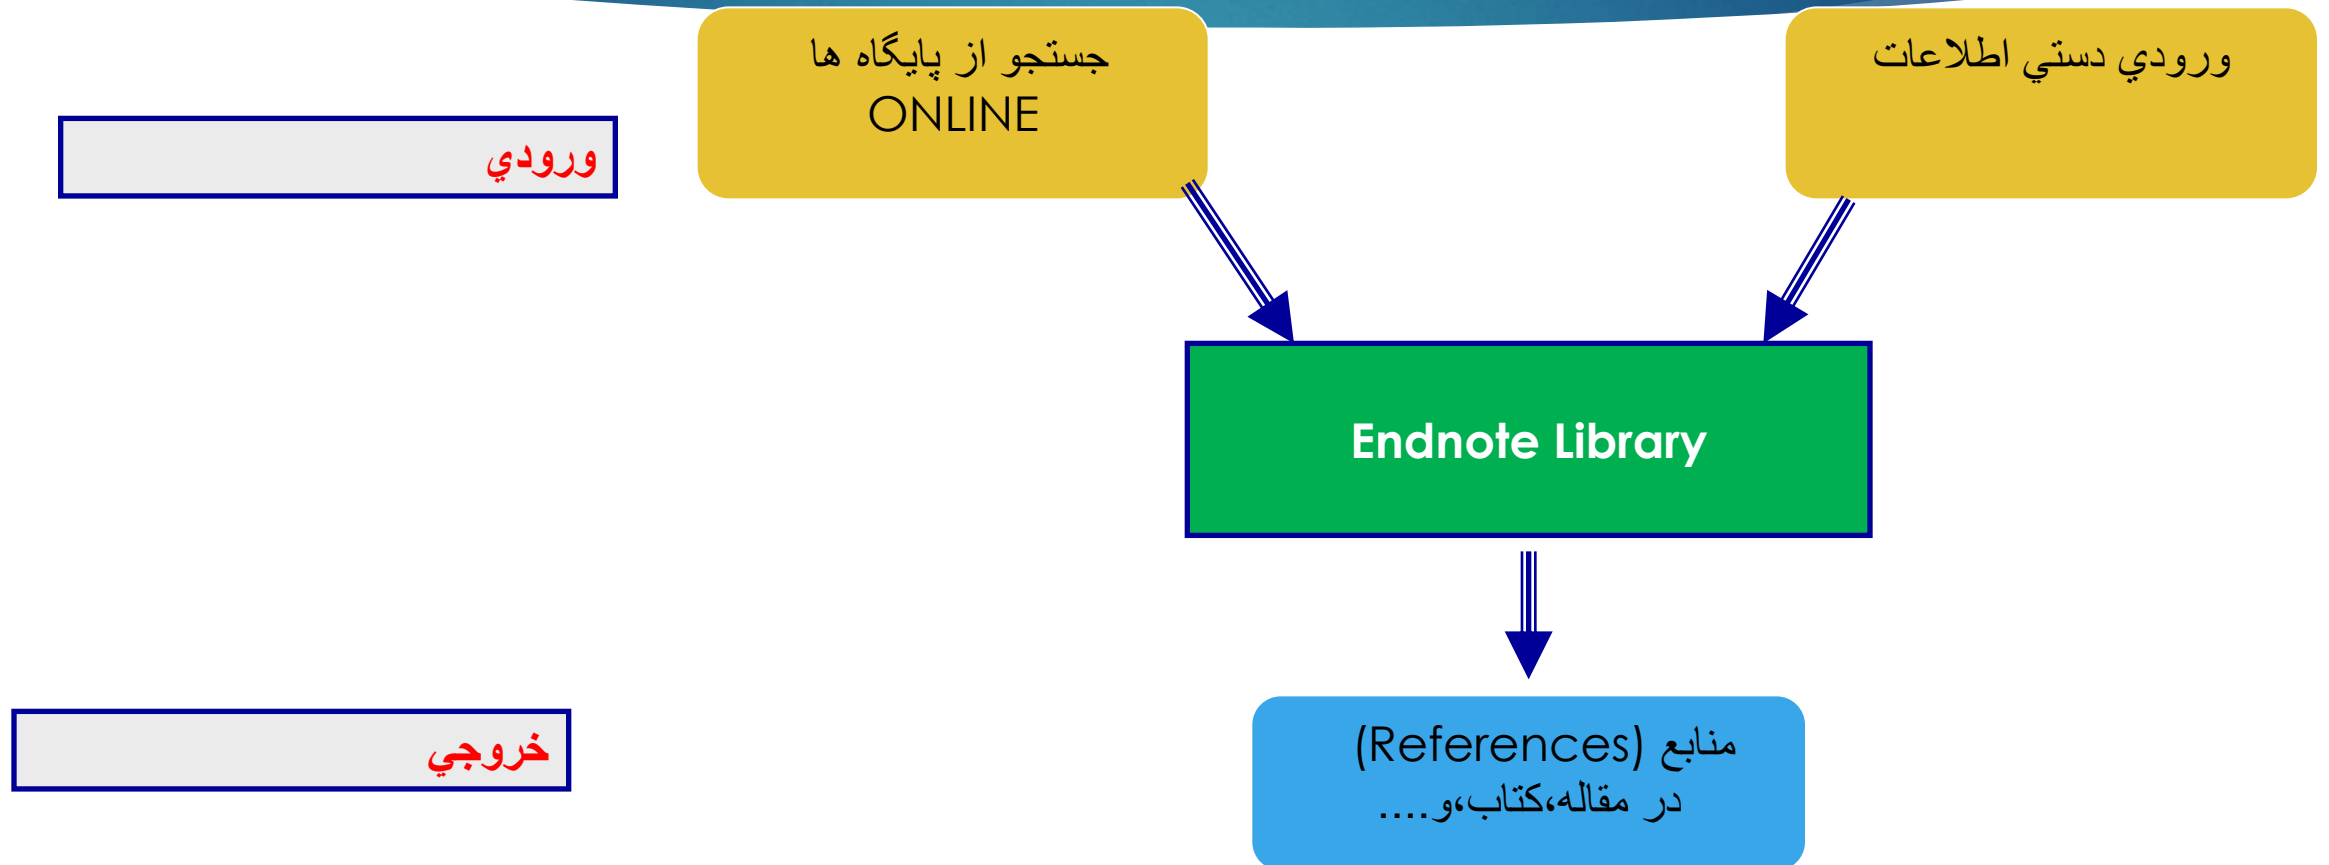 جستجو از پايگاه ها
ONLINE
ورودي دستي اطلاعات
ورودي
Endnote Library
خروجي
منابع (References)
در مقاله،كتاب،و....